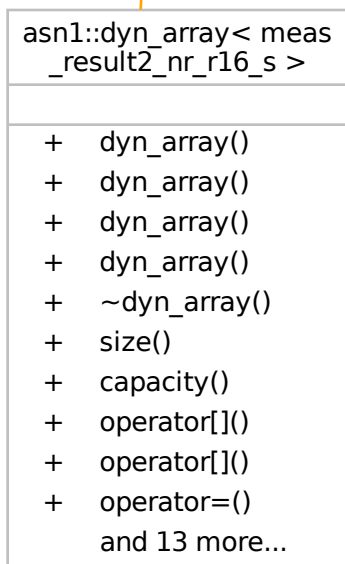 asn1::dyn_array< meas
_result2_nr_r16_s >
+ dyn_array()
+ dyn_array()
+ dyn_array()
+ dyn_array()
+ ~dyn_array()
+ size()
+ capacity()
+ operator[]()
+ operator[]()
+ operator=()
and 13 more...